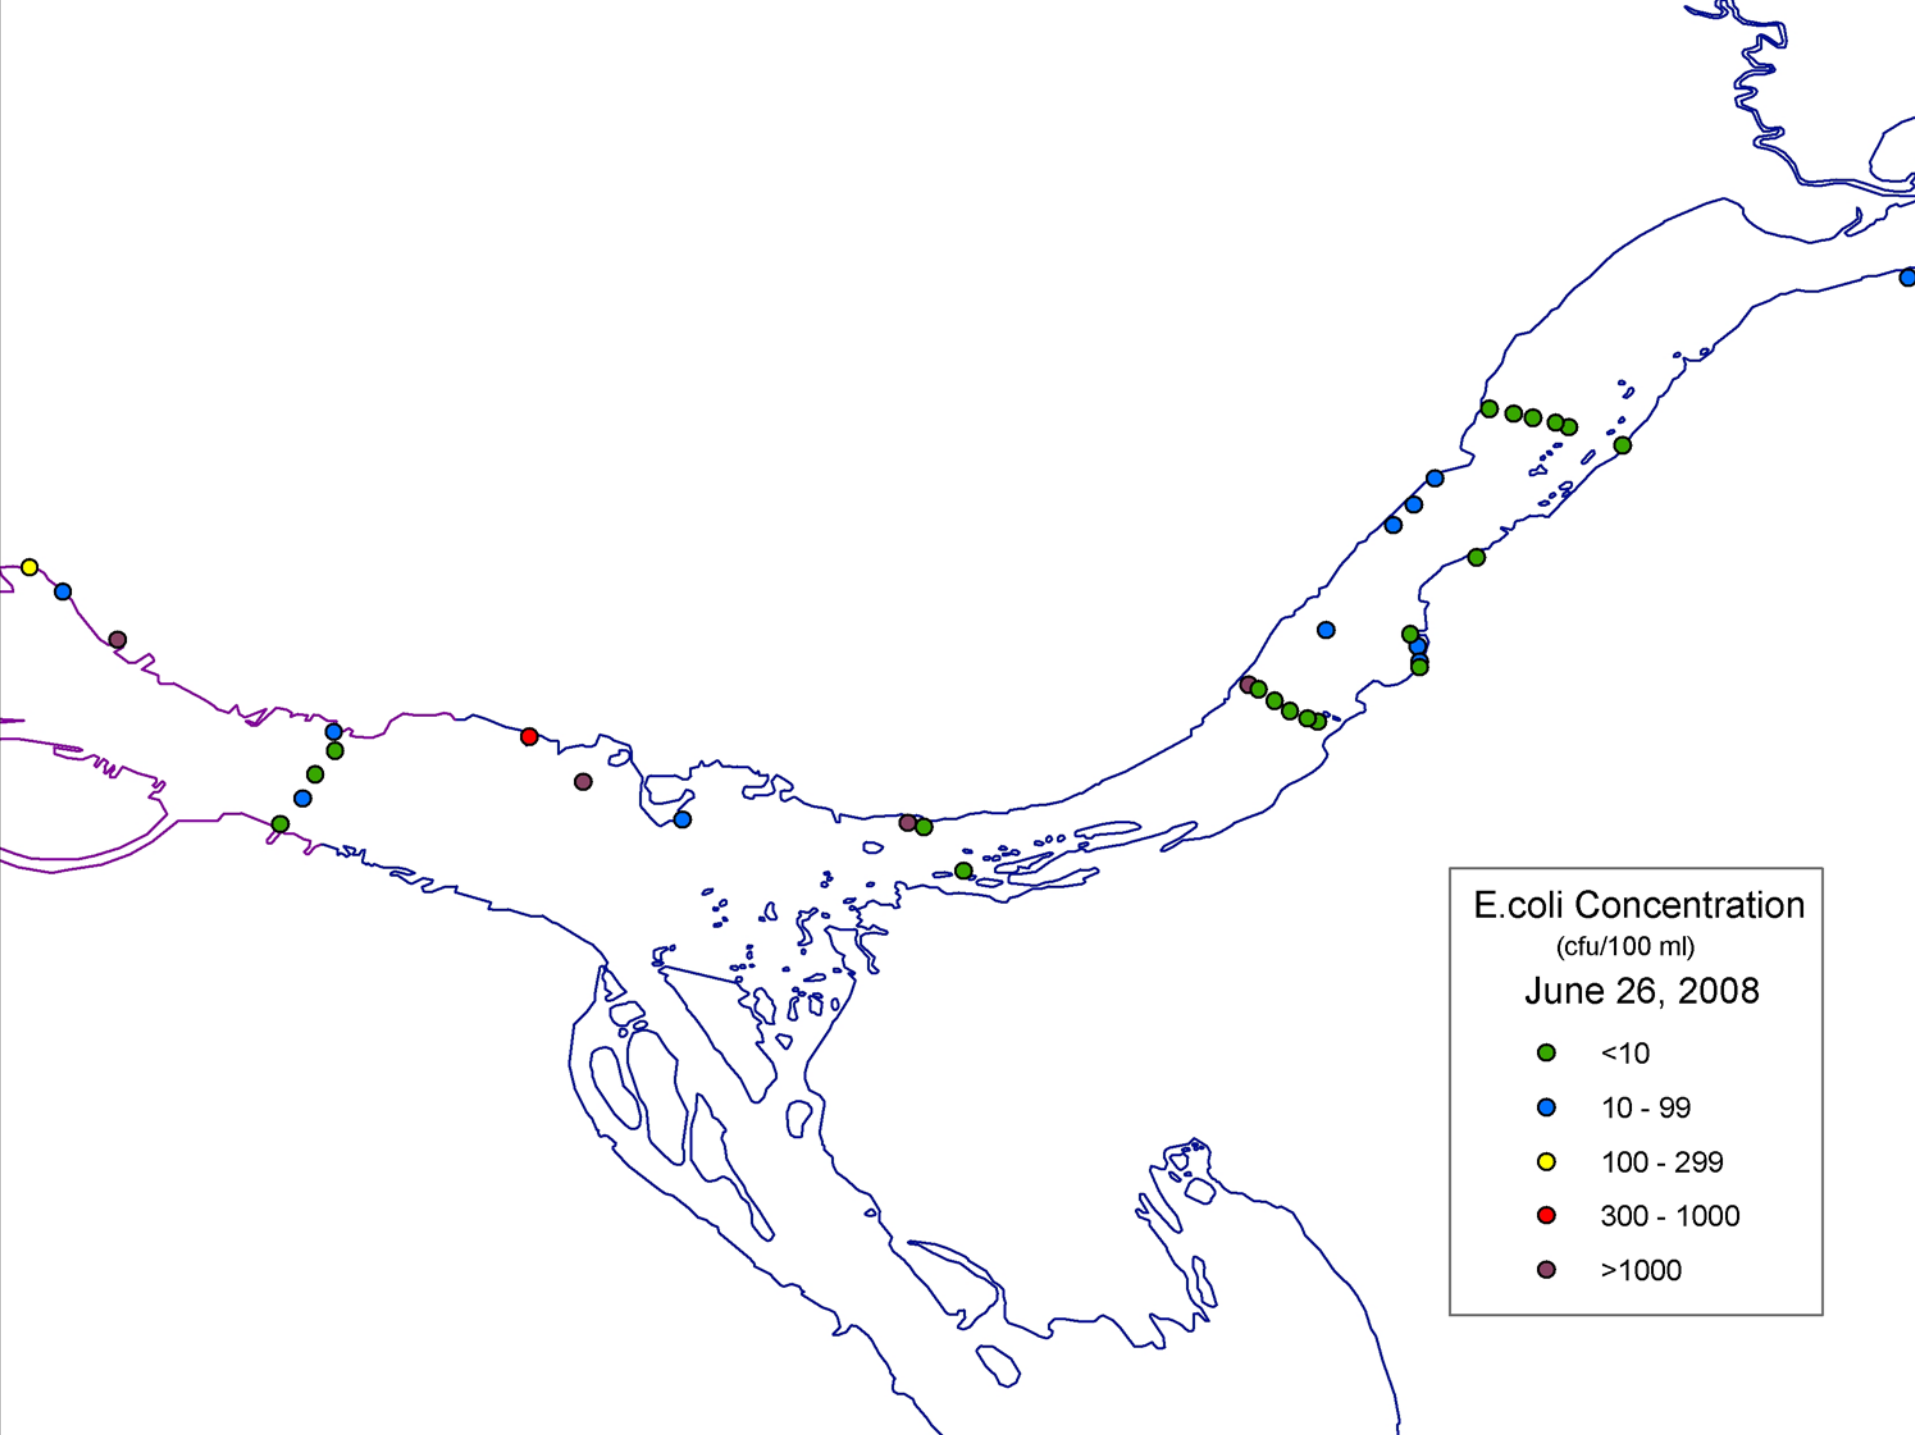 E.coli Concentration
(cfu/100 ml)
June 26, 2008
<10
10 - 99
100 - 299
300 - 1000
>1000